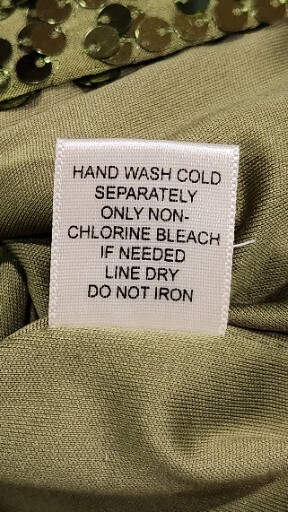 HAND WASH COLD
SEPARATELY
ONLY NON-
CHLORINE BLEACH
IF NEEDED
LINE DRY
DO NOT IRON